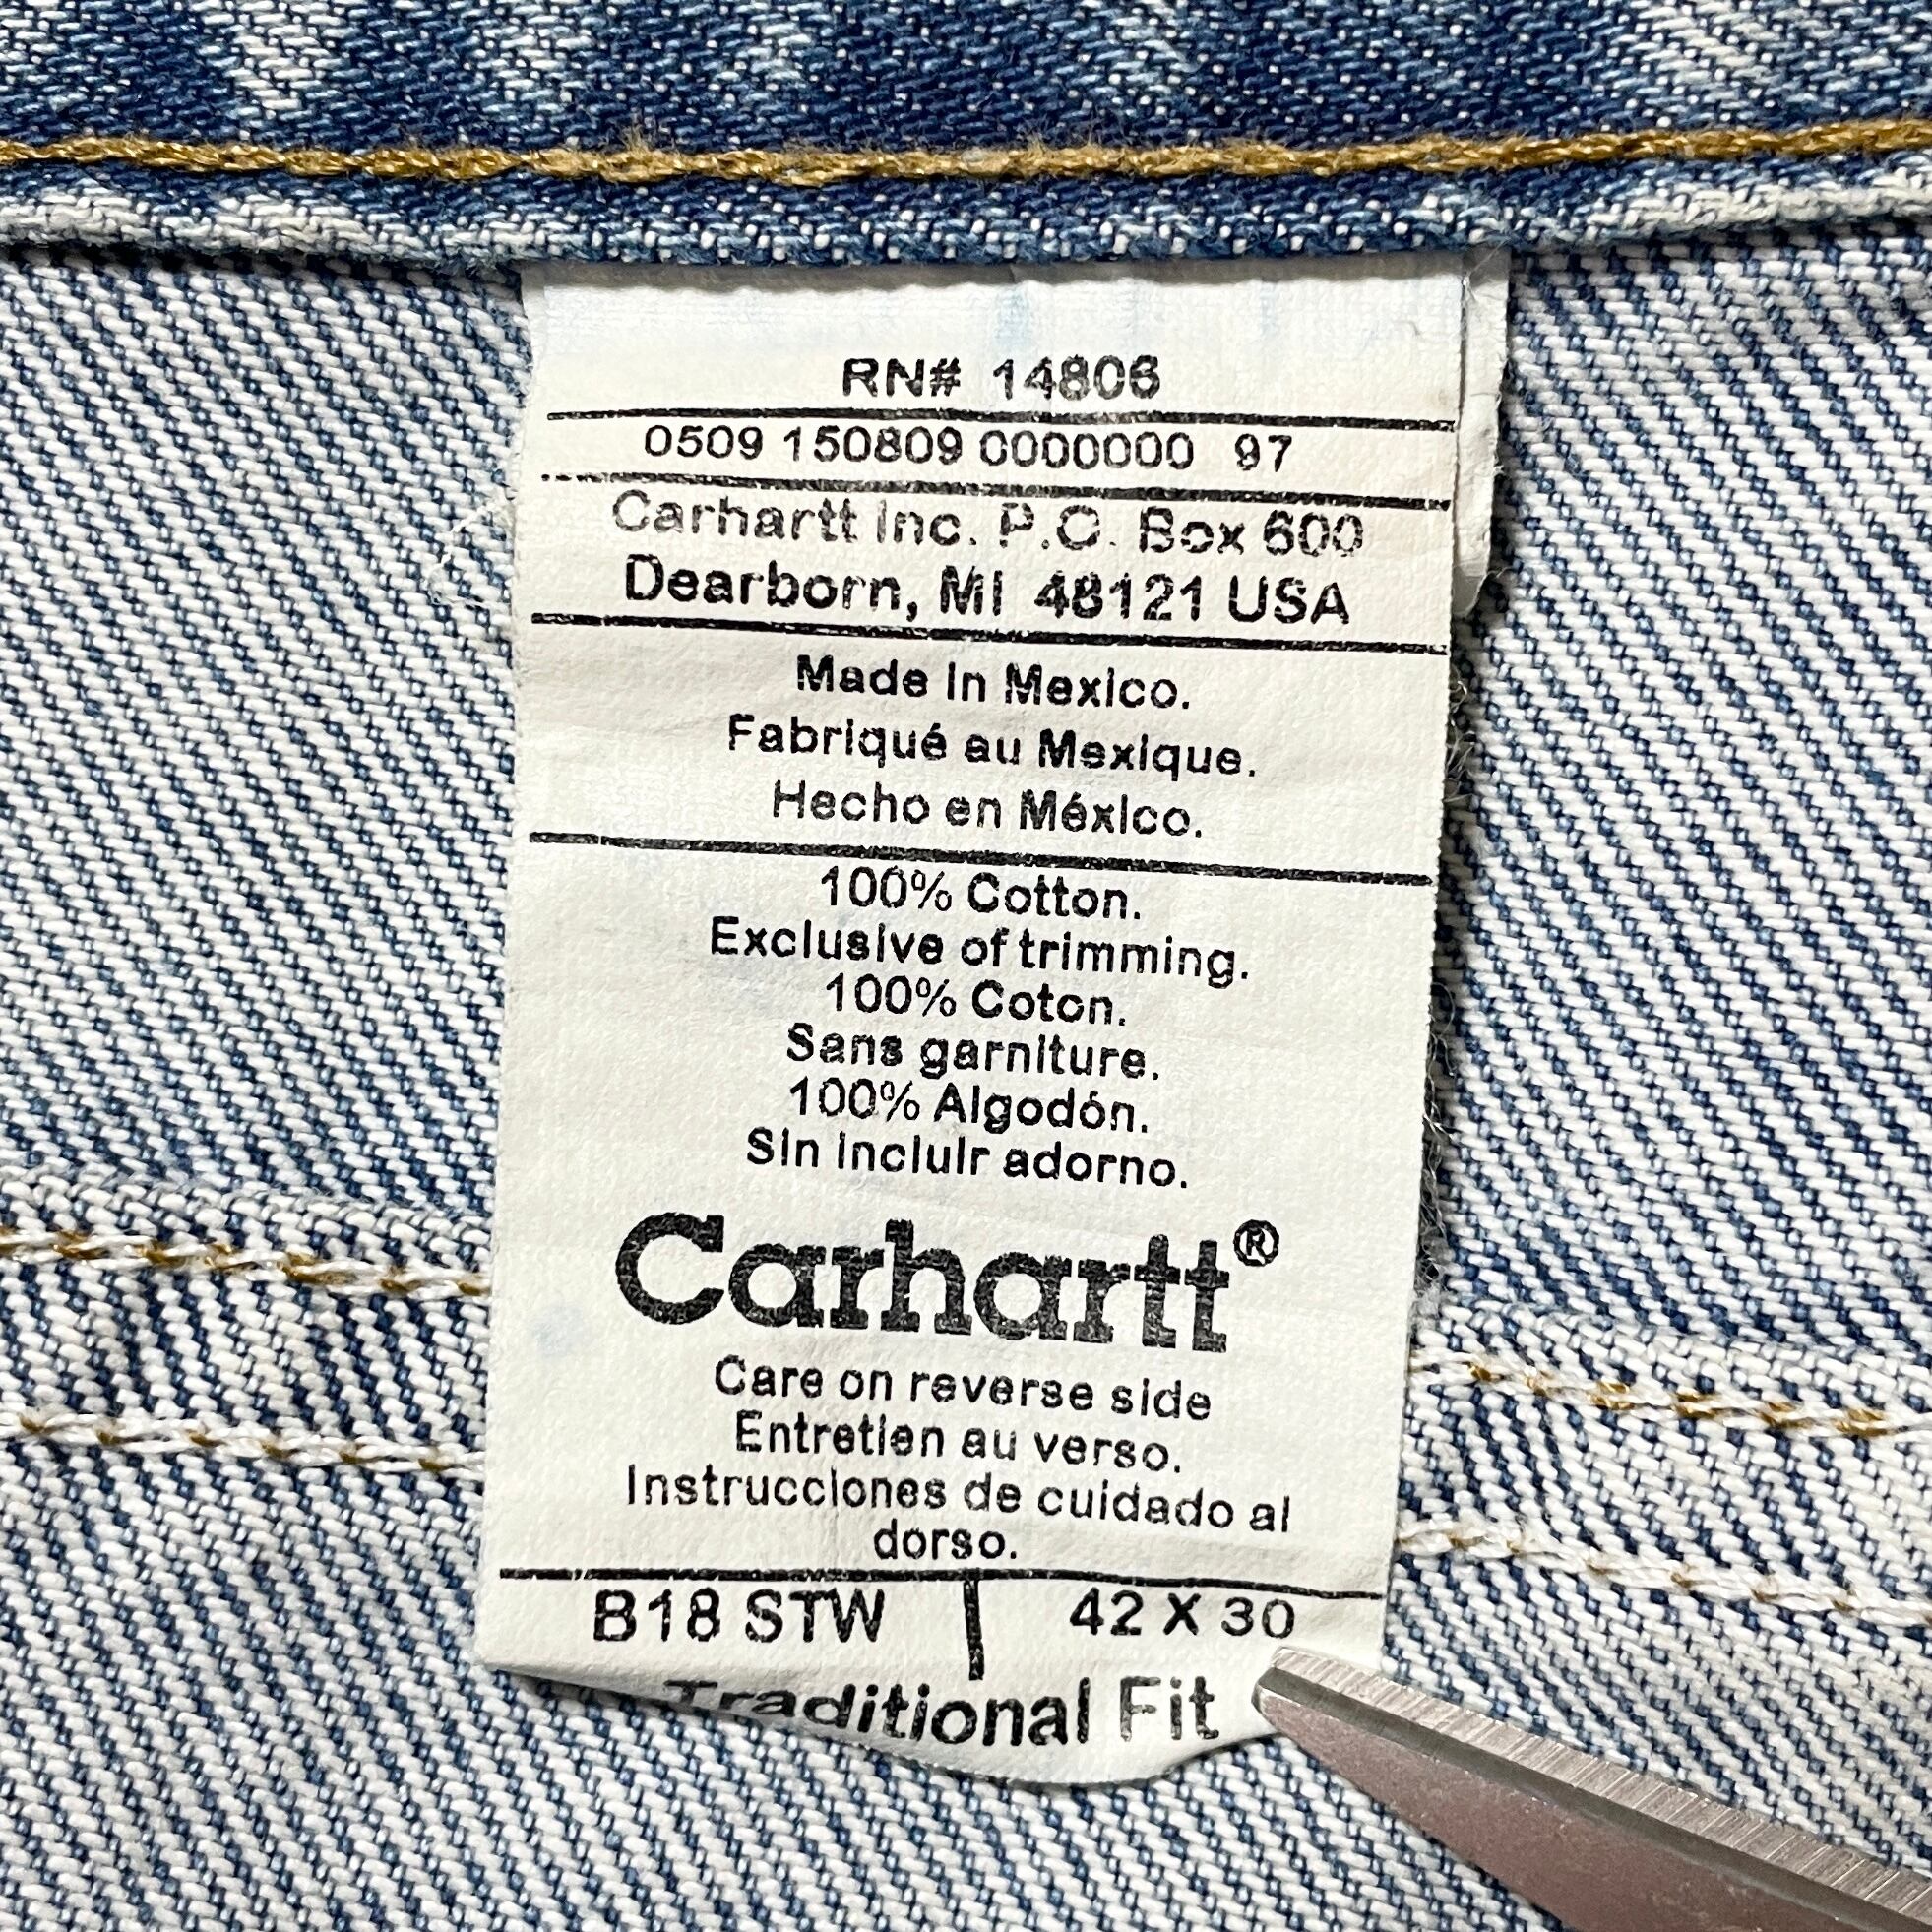 RN# 14806
0509 150809 0000000 97
Carhartt Inc. P.O. Box 600
Dearborn, MI 48121 USA
Made in Mexico.
Fabriqué au Mexique.
Hecho en México.
100% Cotton.
Exclusive of trimming.
100% Coton.
Sans garniture.
100% Algodón.
Sin incluir adorno.
Carhartt®
Care on reverse side
Entretien au verso.
Instrucciones de cuidado al
dorso.
B18 STW 42 X 30
Traditional Fit